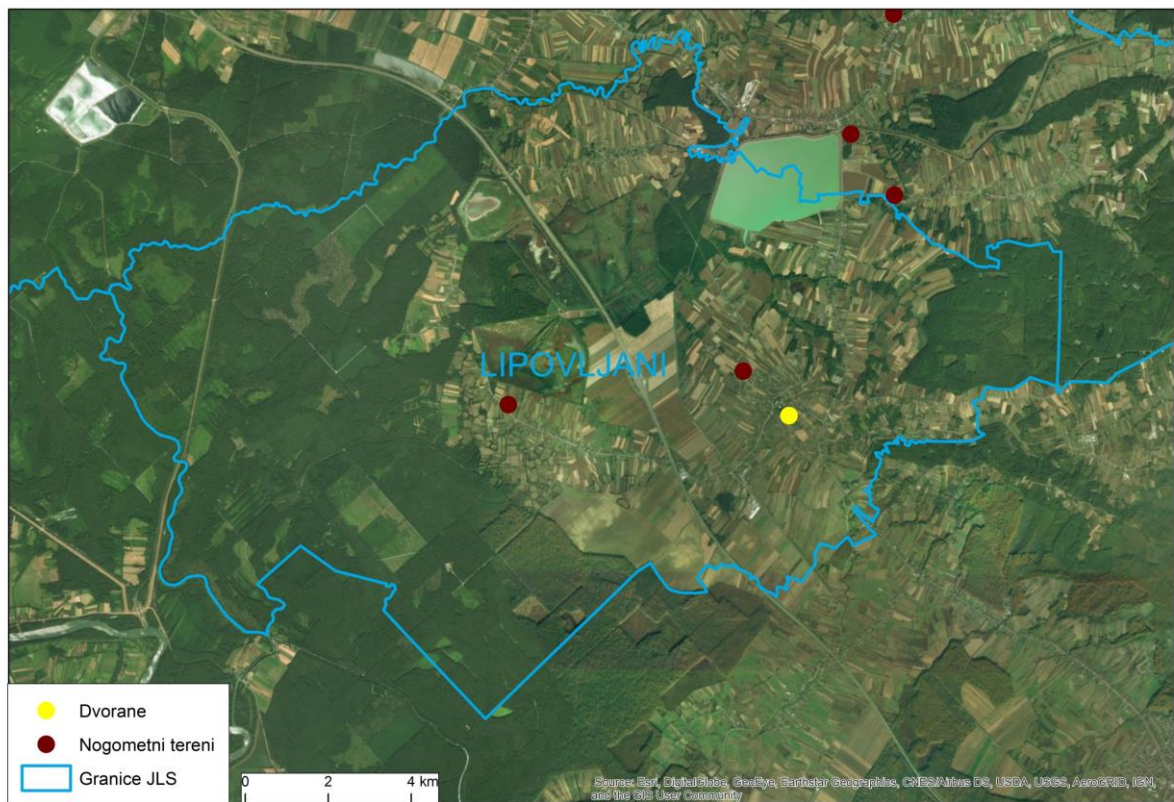 LIPOVLJANI
Dvorane
Nogometni tereni
Granice JLS
0 2 4 km
Source: Esri, DigitalGlobe, GeoEye, Earthstar Geographics, CNES/Airbus DS, USDA, USGS, AeroGRID, IGN,
and the GIS User Community